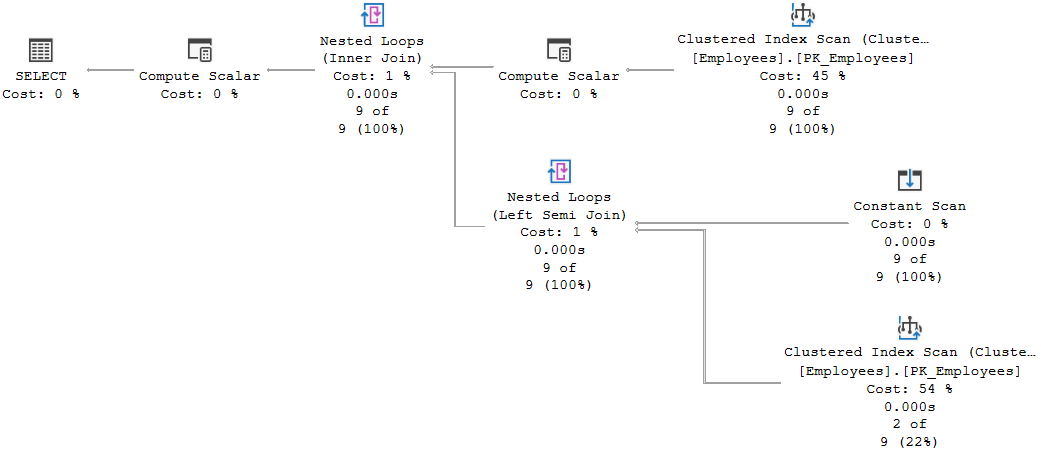 SELECT
Cost: 0 %
Compute Scalar
Cost: 0 %
Nested Loops
(Inner Join)
Cost: 1 %
0.000s
9 of
9 (100%)
Compute Scalar
Cost: 0 %
Clustered Index Scan (Cluste…
[Employees].[PK_Employees]
Cost: 45 %
0.000s
9 of
9 (100%)
Nested Loops
(Left Semi Join)
Cost: 1 %
0.000s
9 of
9 (100%)
Constant Scan
Cost: 0 %
0.000s
9 of
9 (100%)
Clustered Index Scan (Cluste…
[Employees].[PK_Employees]
Cost: 54 %
0.000s
2 of
9 (22%)